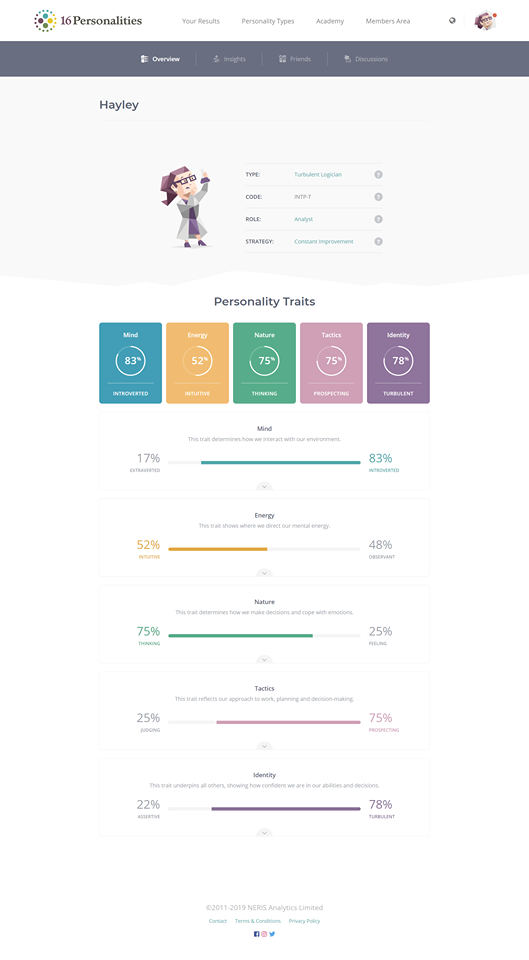 16Personalities
Your Results
Personality Types
Academy
Members Area
Overview
Insights
Friends
Discussions
Hayley
TYPE: Turbulent Logician ?
CODE: INTP-T ?
ROLE: Analyst ?
STRATEGY: Constant Improvement ?
Personality Traits
Mind
83%
INTROVERTED
Energy
52%
INTUITIVE
Nature
75%
THINKING
Tactics
75%
PROSPECTING
Identity
78%
TURBULENT
Mind
This trait determines how we interact with our environment.
17% 83%
EXTRAVERTED INTROVERTED
Energy
This trait shows where we direct our mental energy.
52% 48%
INTUITIVE OBSERVANT
Nature
This trait determines how we make decisions and cope with emotions.
75% 25%
THINKING FEELING
Tactics
This trait reflects our approach to work, planning and decision-making.
25% 75%
JUDGING PROSPECTING
Identity
This trait underpins all others, showing how confident we are in our abilities and decisions.
22% 78%
ASSERTIVE TURBULENT
©2011-2019 NERIS Analytics Limited
Contact Terms & Conditions Privacy Policy